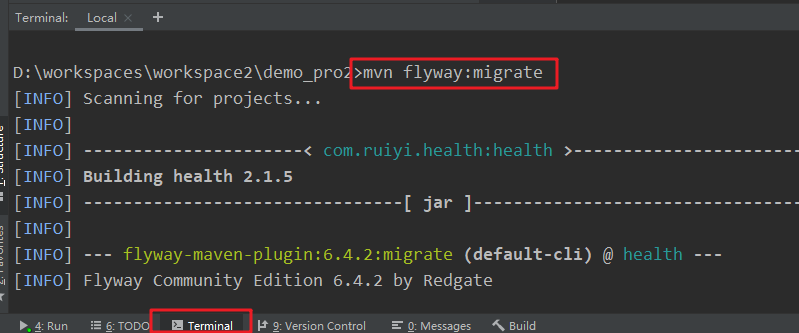 Terminal: Local × +
D:\workspaces\workspace2\demo_pro2>mvn flyway:migrate
[INFO] Scanning for projects...
[INFO]
[INFO] ----------------------< com.ruiyi.health:health >-----------------------
[INFO] Building health 2.1.5
[INFO] --------------------------------[ jar ]---------------------------------
[INFO]
[INFO] --- flyway-maven-plugin:6.4.2:migrate (default-cli) @ health ---
[INFO] Flyway Community Edition 6.4.2 by Redgate
Structure
Favorites
4: Run 6: TODO Terminal 9: Version Control 0: Messages Build